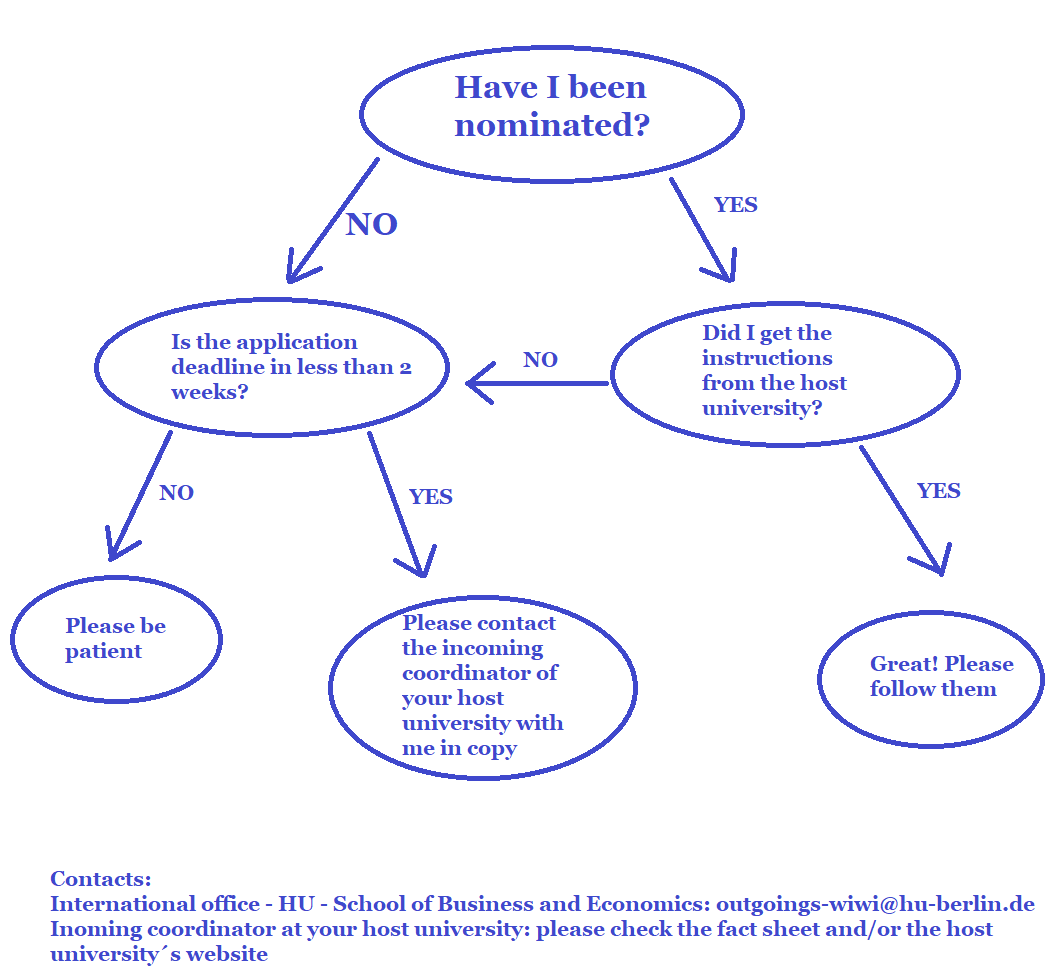 Have I been
nominated?
NO
YES
Is the application
deadline in less than 2
weeks?
NO
Did I get the
instructions
from the host
university?
NO
YES
YES
Please be
patient
Please contact
the incoming
coordinator of
your host
university with
me in copy
Great! Please
follow them
Contacts:
International office - HU - School of Business and Economics: outgoings-wiwi@hu-berlin.de
Inoming coordinator at your host university: please check the fact sheet and/or the host
university´s website